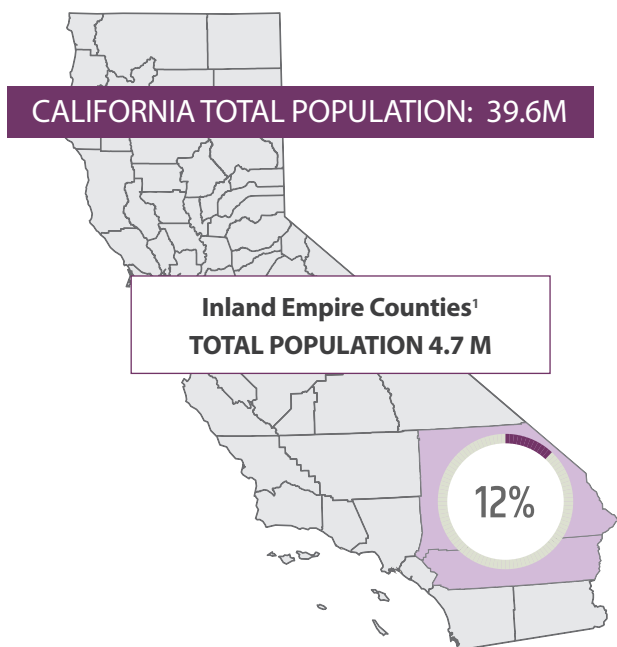 CALIFORNIA TOTAL POPULATION: 39.6M
Inland Empire Counties¹
TOTAL POPULATION 4.7 M
12%